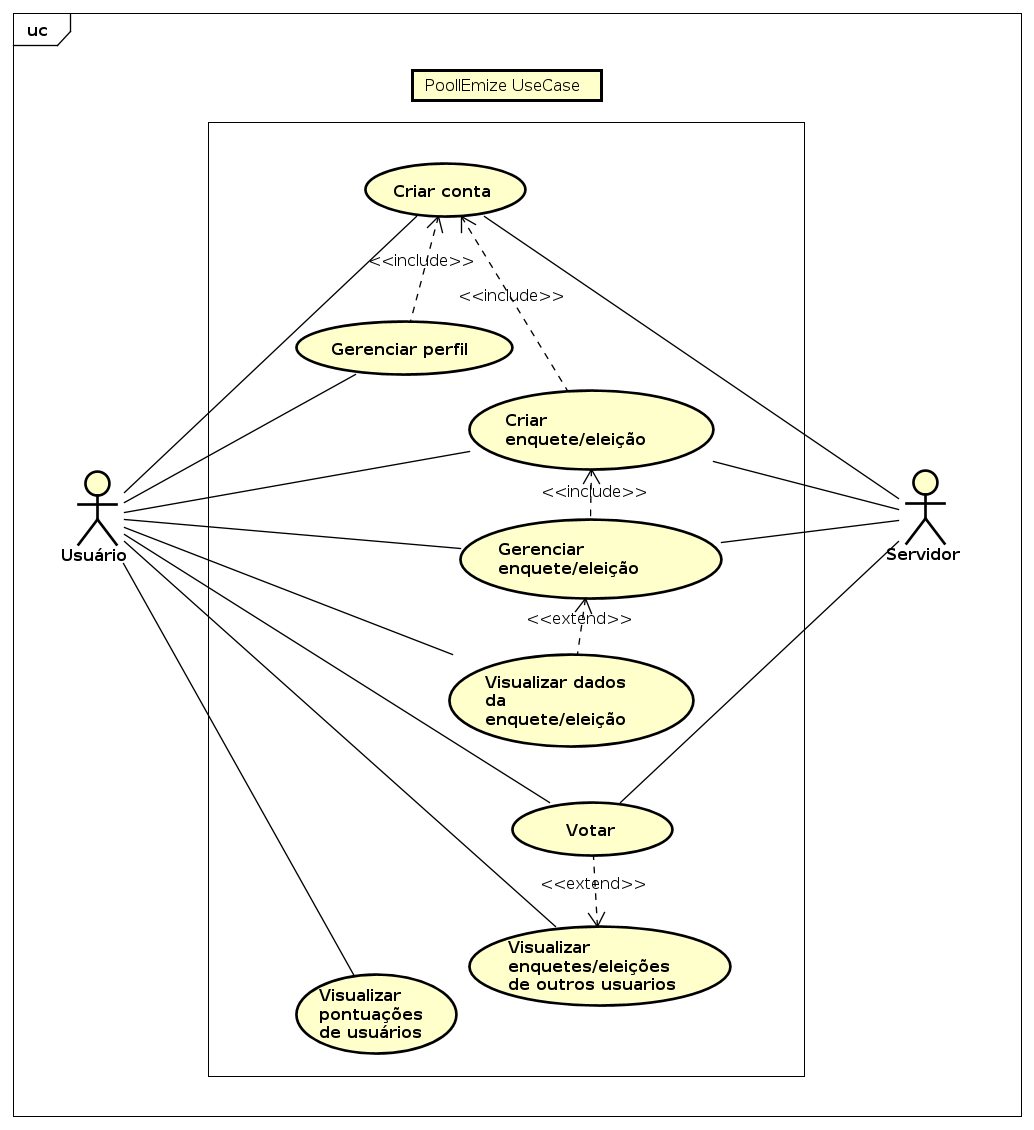 uc
PoollEmize UseCase
Criar conta
<<include>>
<<include>>
Gerenciar perfil
Criar
enquete/eleição
<<include>>
Usuário
Servidor
Gerenciar
enquete/eleição
<<extend>>
Visualizar dados
da
enquete/eleição
Votar
<<extend>>
Visualizar
enquetes/eleições
de outros usuarios
Visualizar
pontuações
de usuários